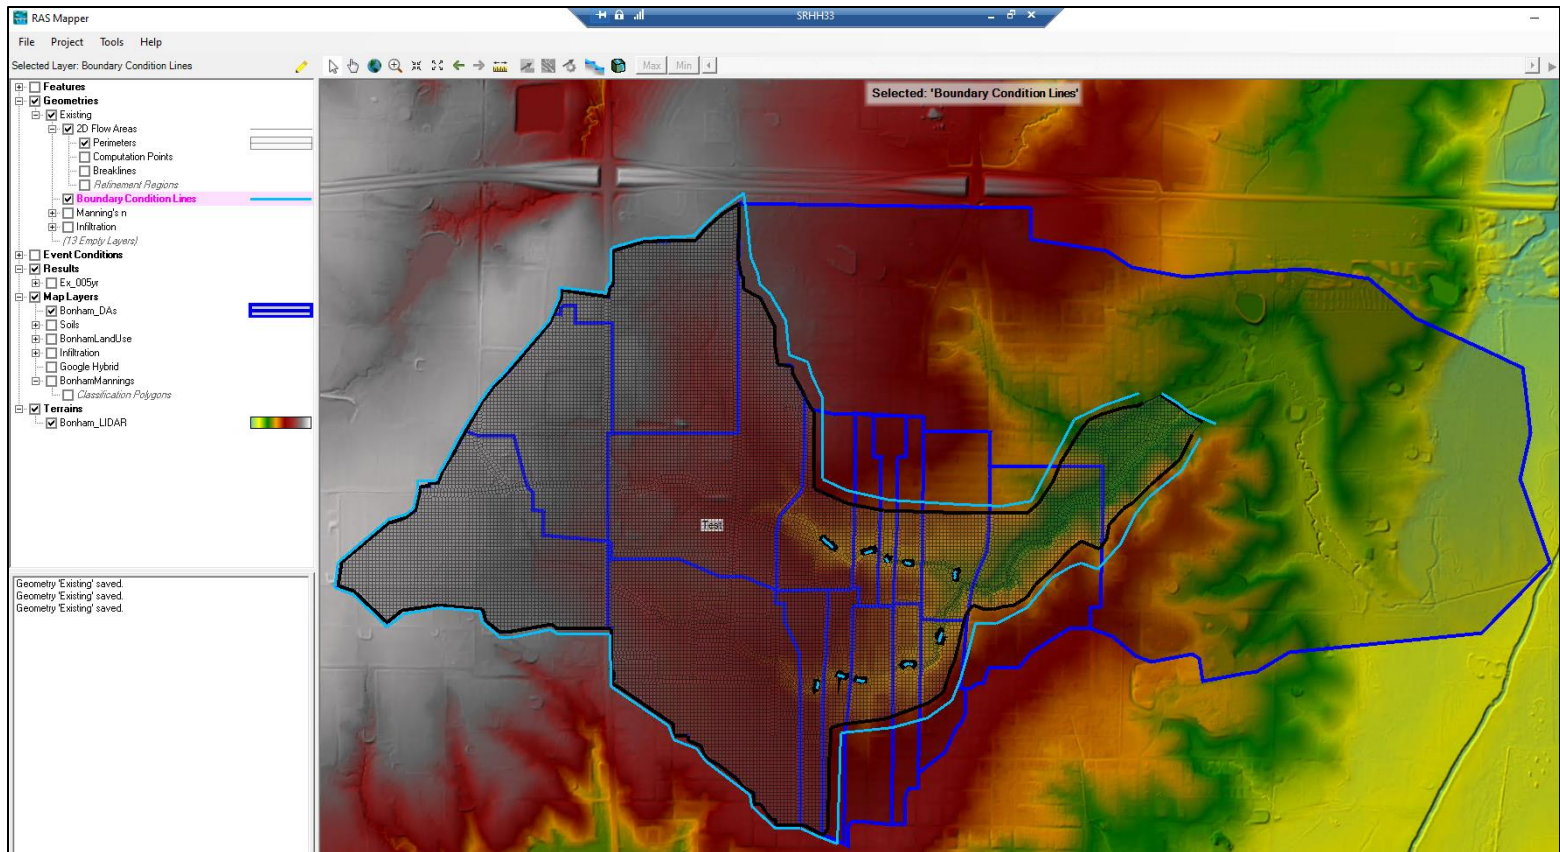 RAS Mapper
SRHH33
File Project Tools Help
Selected Layer: Boundary Condition Lines
Max Min
Selected: 'Boundary Condition Lines'
Features
Geometries
Existing
2D Flow Areas
Perimeters
Computation Points
Breaklines
Refinement Regions
Boundary Condition Lines
Manning's n
Infiltration
(13 Empty Layers)
Event Conditions
Results
Ex_005yr
Map Layers
Bonham_DAs
Soils
BonhamLandUse
Infiltration
Google Hybrid
BonhamMannings
Classification Polygons
Terrains
Bonham_LIDAR
Test
Geometry 'Existing' saved.
Geometry 'Existing' saved.
Geometry 'Existing' saved.